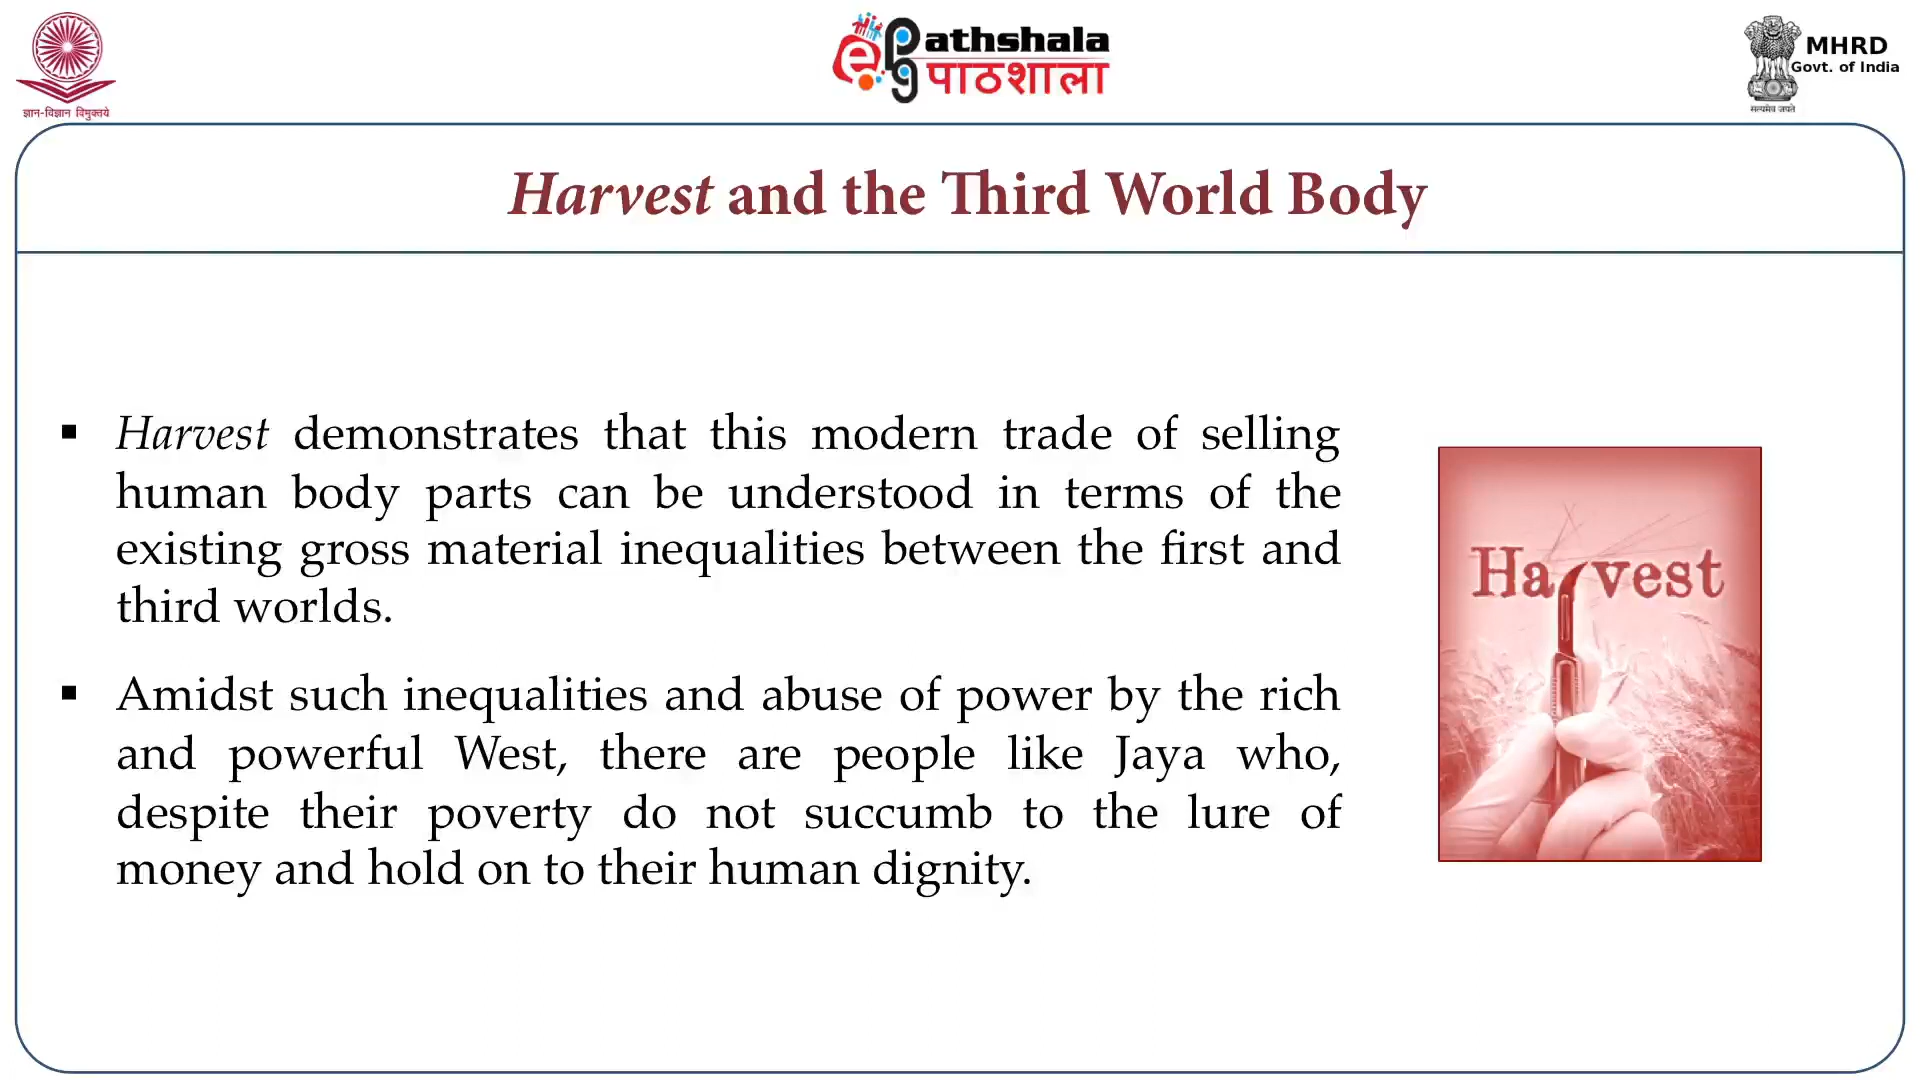 ज्ञान-विज्ञान विमुक्तये
ePathshala
पाठशाला
MHRD
Govt. of India
सत्यमेव जयते
Harvest and the Third World Body
▪ Harvest demonstrates that this modern trade of selling
human body parts can be understood in terms of the
existing gross material inequalities between the first and
third worlds.
▪ Amidst such inequalities and abuse of power by the rich
and powerful West, there are people like Jaya who,
despite their poverty do not succumb to the lure of
money and hold on to their human dignity.
Harvest